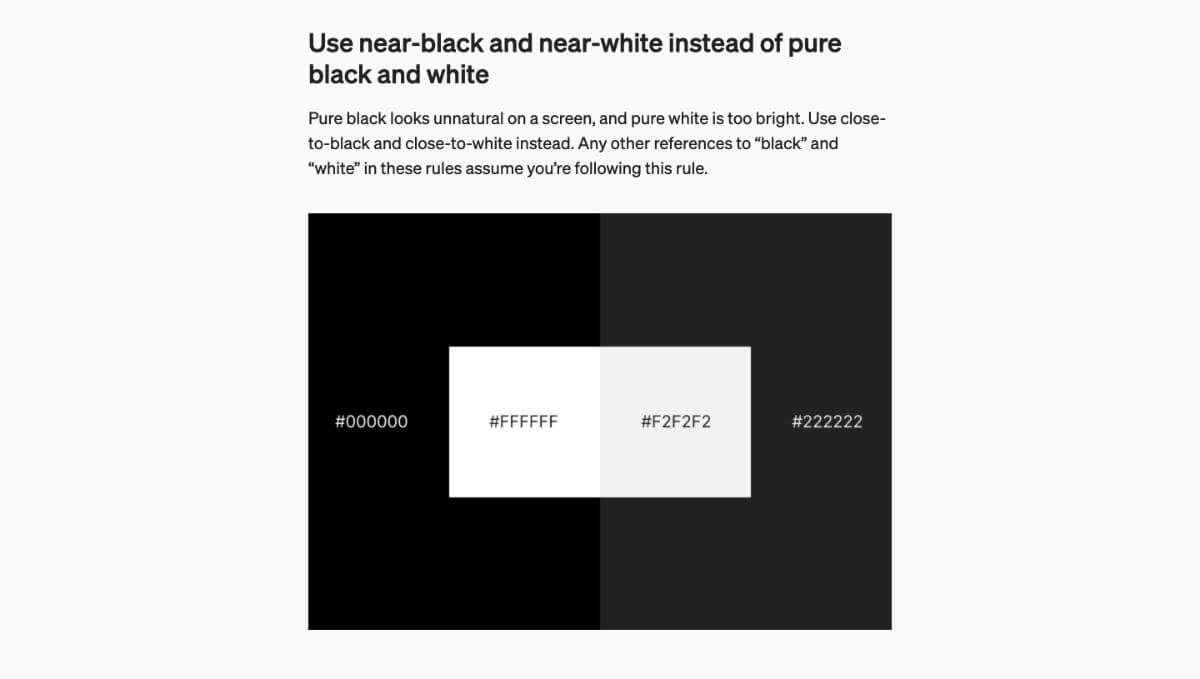 Use near-black and near-white instead of pure
black and white
Pure black looks unnatural on a screen, and pure white is too bright. Use close-
to-black and close-to-white instead. Any other references to “black” and
“white” in these rules assume you’re following this rule.
#000000 #FFFFFF #F2F2F2 #222222